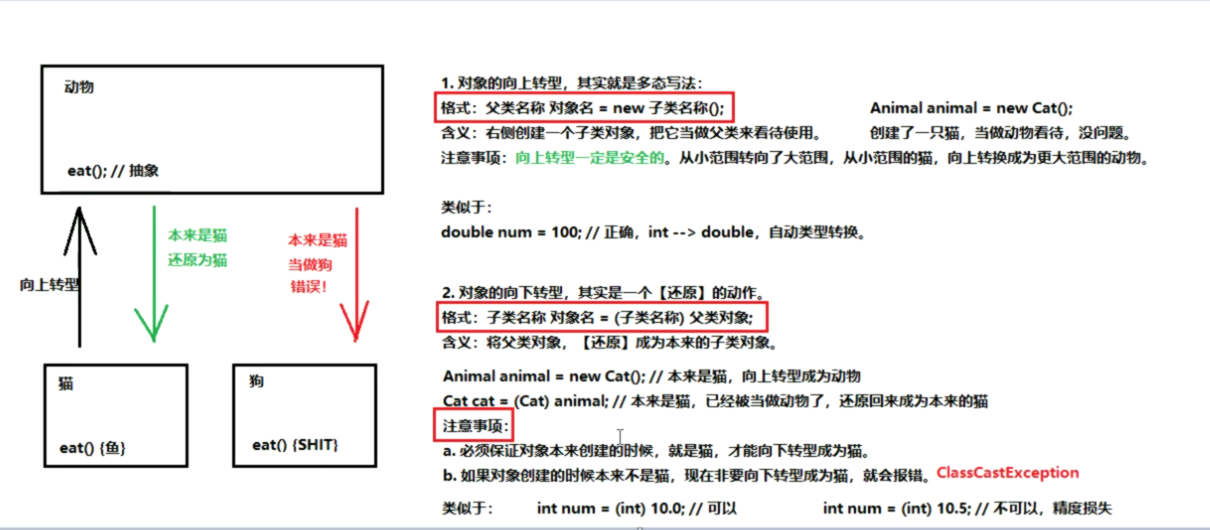 动物
eat(); // 抽象
向上转型
本来是猫
还原为猫
本来是猫
当做狗
错误！
猫
eat() {鱼}
狗
eat() {SHIT}
1. 对象的向上转型，其实就是多态写法：
格式：父类名称 对象名 = new 子类名称();
Animal animal = new Cat();
含义：右侧创建一个子类对象，把它当做父类来看待使用。
创建了一只猫，当做动物看待，没问题。
注意事项：向上转型一定是安全的。从小范围转向了大范围，从小范围的猫，向上转换成为更大范围的动物。
类似于：
double num = 100; // 正确，int --> double，自动类型转换。
2. 对象的向下转型，其实是一个【还原】的动作。
格式：子类名称 对象名 = (子类名称) 父类对象;
含义：将父类对象，【还原】成为本来的子类对象。
Animal animal = new Cat(); // 本来是猫，向上转型成为动物
Cat cat = (Cat) animal; // 本来是猫，已经被当做动物了，还原回来成为本来的猫
注意事项：
a. 必须保证对象本来创建的时候，就是猫，才能向下转型成为猫。
b. 如果对象创建的时候本来不是猫，现在非要向下转型成为猫，就会报错。ClassCastException
类似于：
int num = (int) 10.0; // 可以
int num = (int) 10.5; // 不可以，精度损失